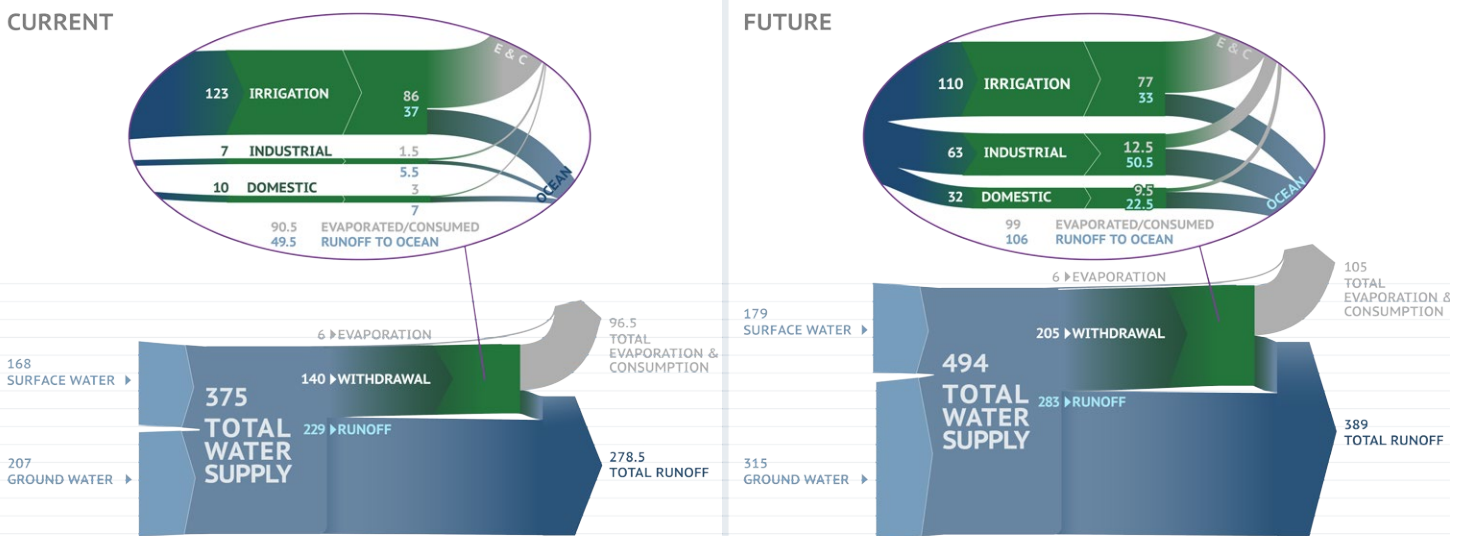 CURRENT
E & C
123 IRRIGATION 86
37
7 INDUSTRIAL 1.5
5.5
10 DOMESTIC 3
7
OCEAN
90.5 EVAPORATED/CONSUMED
49.5 RUNOFF TO OCEAN
6 EVAPORATION
168
SURFACE WATER
140 WITHDRAWAL
375
TOTAL
WATER
SUPPLY
229 RUNOFF
207
GROUND WATER
96.5
TOTAL
EVAPORATION &
CONSUMPTION
278.5
TOTAL RUNOFF
FUTURE
E & C
110 IRRIGATION 77
33
63 INDUSTRIAL 12.5
50.5
32 DOMESTIC 9.5
22.5
OCEAN
99 EVAPORATED/CONSUMED
106 RUNOFF TO OCEAN
6 EVAPORATION
179
SURFACE WATER
205 WITHDRAWAL
494
TOTAL
WATER
SUPPLY
283 RUNOFF
315
GROUND WATER
105
TOTAL
EVAPORATION &
CONSUMPTION
389
TOTAL RUNOFF